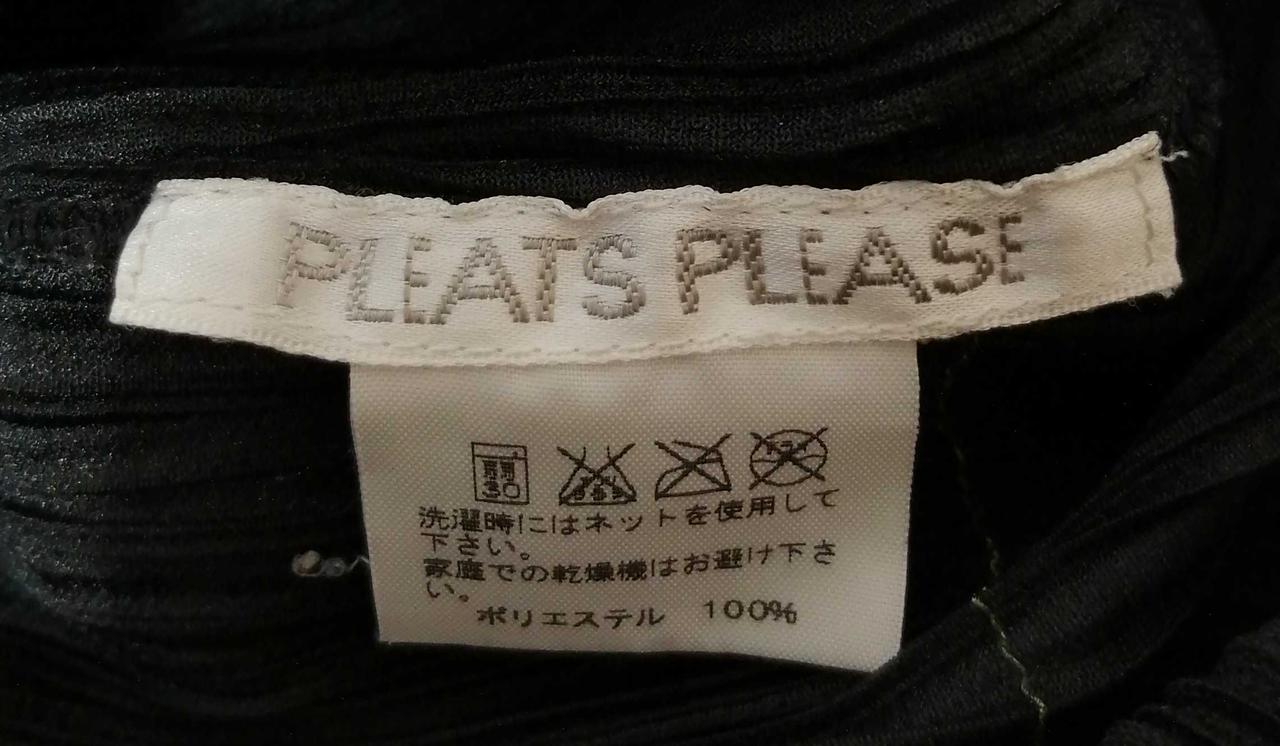 PLEATS PLEASE
洗濯時にはネットを使用して
下さい。
家庭での乾燥機はお避け下さ
い。
ポリエステル 100%